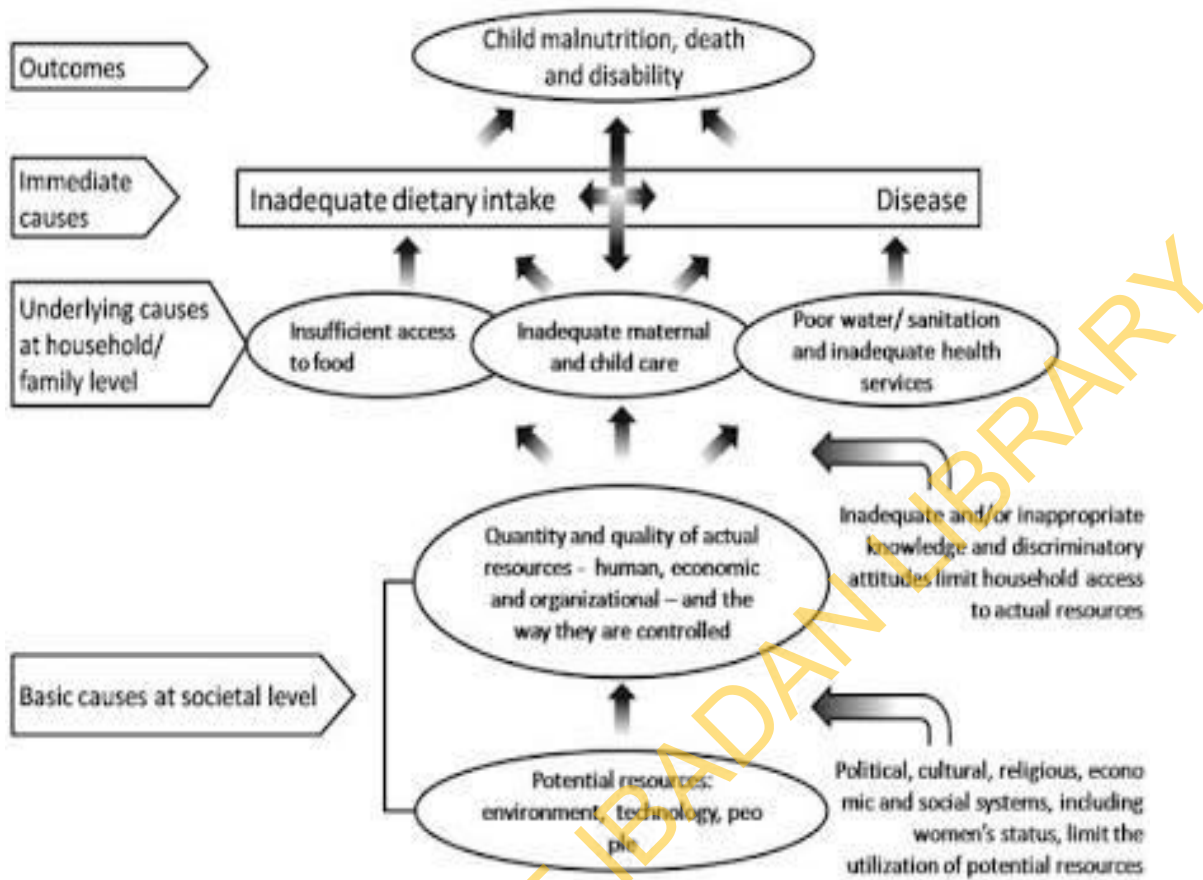 Child malnutrition, death
and disability
Outcomes
Immediate
causes
Inadequate dietary intake
Disease
Underlying causes
at household/
family level
Insufficient access
to food
Inadequate maternal
and child care
Poor water/ sanitation
and inadequate health
services
Quantity and quality of actual
resources - human, economic
and organizational – and the
way they are controlled
Inadequate and/or inappropriate
knowledge and discriminatory
attitudes limit household access
to actual resources
Basic causes at societal level
Potential resources:
environment, technology, peo
ple
Political, cultural, religious, econo
mic and social systems, including
women's status, limit the
utilization of potential resources
IBADAN LIBRARY